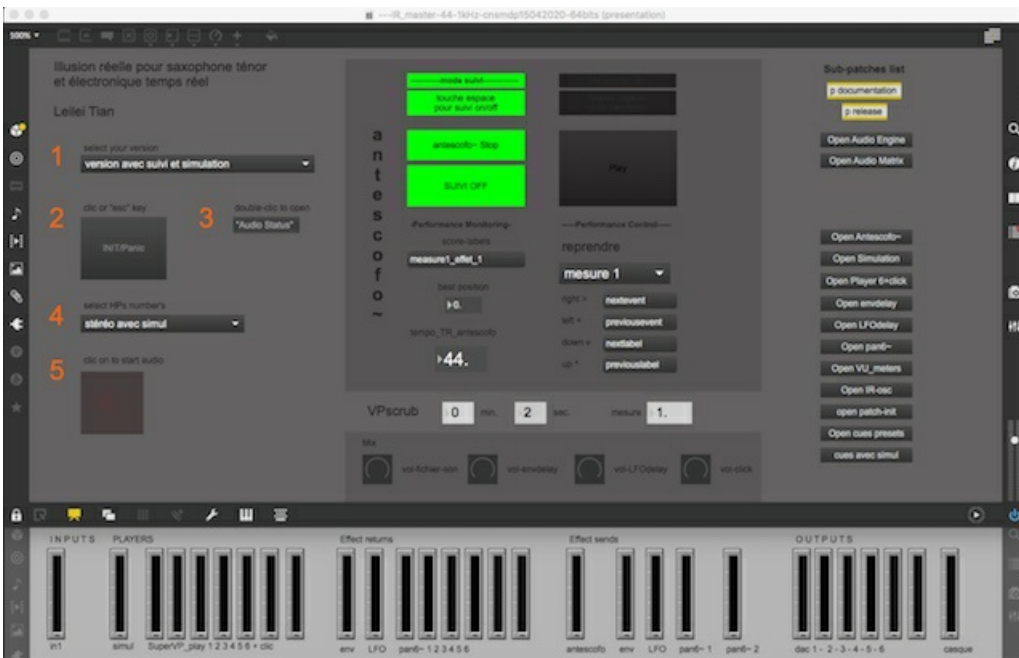 ---IR_master-44-1kHz-cnsmdp15042020-64bits (presentation)
100%
Illusion réelle pour saxophone ténor
et électronique temps réel
Leilei Tian
1
select your version
version avec suivi et simulation
2
clic or "esc" key
INIT/Panic
3
double-clic to open
"Audio Status"
4
select HPs number's
stéréo avec simul
5
clic on to start audio
antescofo~
mode suivi
touche espace
pour suivi on/off
antescofo~ Stop
SUIVI OFF
Play
-Performance Monitoring-
score-labels
measure1_effet_1
beat position
0.
tempo_TR_antescofo
44.
----Performance Control----
reprendre
mesure 1
right > nextevent
left < previousevent
down v nextlabel
up ^ previouslabel
VPscrub 0 min. 2 sec. mesure 1.
Mix
vol-fichier-son vol-envdelay vol-LFOdelay vol-click
Sub-patches list
p documentation
p release
Open Audio Engine
Open Audio Matrix
Open Antescofo~
Open Simulation
Open Player 6+click
Open envdelay
Open LFOdelay
Open pan6~
Open VU_meters
Open IR-osc
open patch-init
Open cues presets
cues avec simul
INPUTS PLAYERS Effect returns Effect sends OUTPUTS
in1 simul SuperVP_play 1 2 3 4 5 6 + clic env LFO pan6~ 1 2 3 4 5 6 antescofo env LFO pan6~ 1 pan6~ 2 dac 1 - 2 - 3 - 4 - 5 - 6 casque